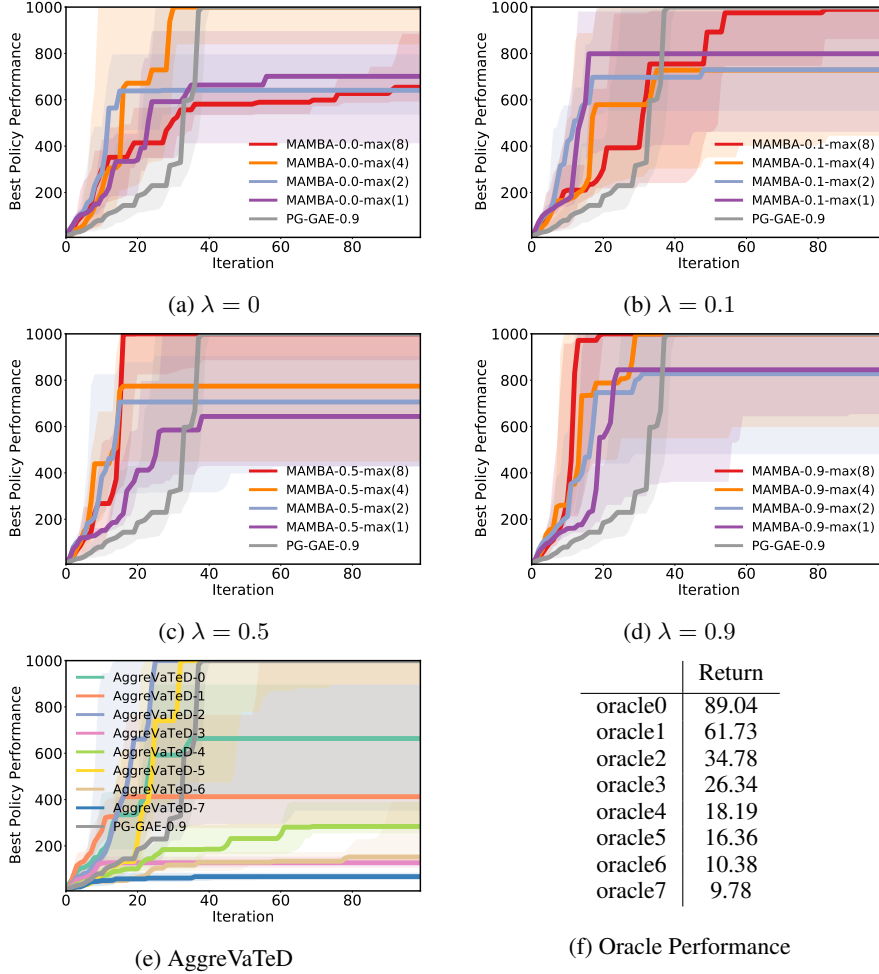 1000
800
600
400
200
Best Policy Performance
MAMBA-0.0-max(8)
MAMBA-0.0-max(4)
MAMBA-0.0-max(2)
MAMBA-0.0-max(1)
PG-GAE-0.9
0 20 40 60 80
Iteration
(a) λ = 0
1000
800
600
400
200
Best Policy Performance
MAMBA-0.1-max(8)
MAMBA-0.1-max(4)
MAMBA-0.1-max(2)
MAMBA-0.1-max(1)
PG-GAE-0.9
0 20 40 60 80
Iteration
(b) λ = 0.1
1000
800
600
400
200
Best Policy Performance
MAMBA-0.5-max(8)
MAMBA-0.5-max(4)
MAMBA-0.5-max(2)
MAMBA-0.5-max(1)
PG-GAE-0.9
0 20 40 60 80
Iteration
(c) λ = 0.5
1000
800
600
400
200
Best Policy Performance
MAMBA-0.9-max(8)
MAMBA-0.9-max(4)
MAMBA-0.9-max(2)
MAMBA-0.9-max(1)
PG-GAE-0.9
0 20 40 60 80
Iteration
(d) λ = 0.9
1000
800
600
400
200
Best Policy Performance
AggreVaTeD-0
AggreVaTeD-1
AggreVaTeD-2
AggreVaTeD-3
AggreVaTeD-4
AggreVaTeD-5
AggreVaTeD-6
AggreVaTeD-7
PG-GAE-0.9
0 20 40 60 80
Iteration
(e) AggreVaTeD
Return
oracle0 89.04
oracle1 61.73
oracle2 34.78
oracle3 26.34
oracle4 18.19
oracle5 16.36
oracle6 10.38
oracle7 9.78
(f) Oracle Performance